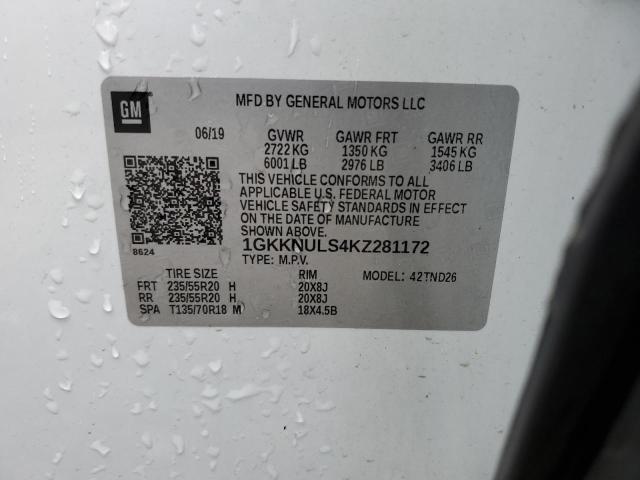 GM
MFD BY GENERAL MOTORS LLC
06/19 GVWR GAWR FRT GAWR RR
2722 KG 1350 KG 1545 KG
6001 LB 2976 LB 3406 LB
THIS VEHICLE CONFORMS TO ALL
APPLICABLE U.S. FEDERAL MOTOR
VEHICLE SAFETY STANDARDS IN EFFECT
ON THE DATE OF MANUFACTURE
SHOWN ABOVE.
8624
1GKKNULS4KZ281172
TYPE: M.P.V.
MODEL: 42TND26
TIRE SIZE RIM
FRT 235/55R20 H 20X8J
RR 235/55R20 H 20X8J
SPA T135/70R18 M 18X4.5B